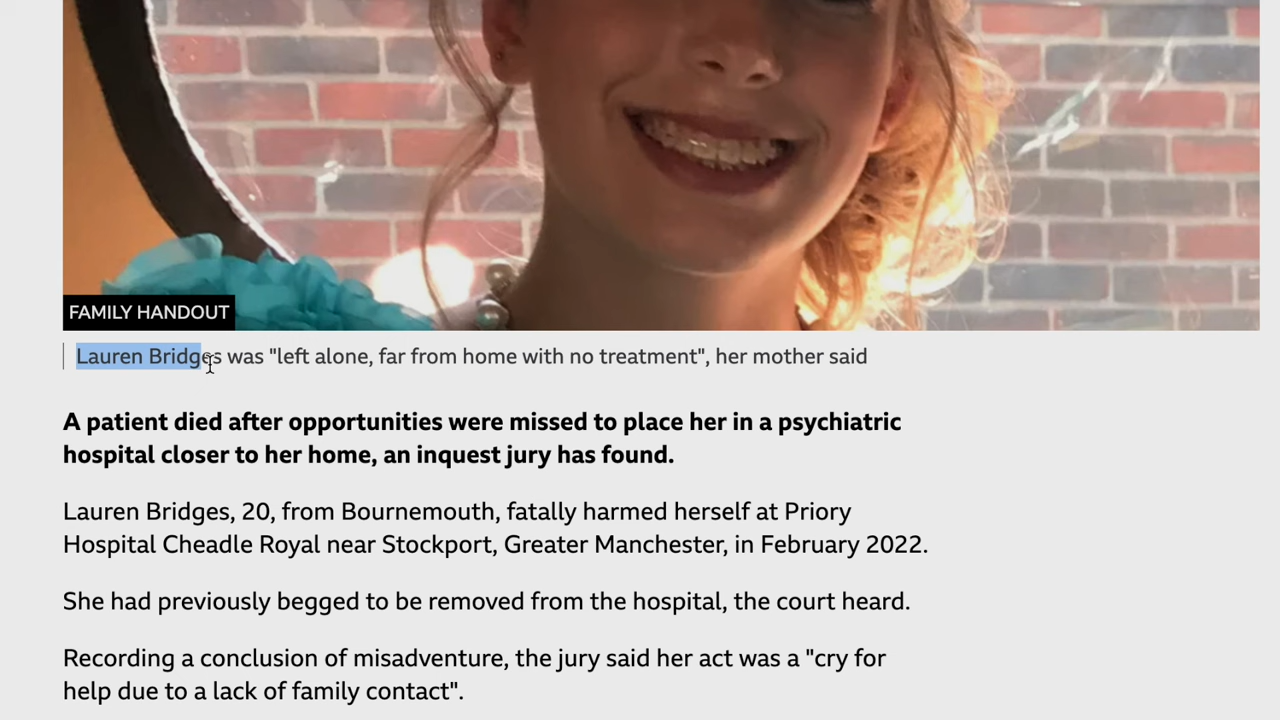 FAMILY HANDOUT
Lauren Bridges was "left alone, far from home with no treatment", her mother said
A patient died after opportunities were missed to place her in a psychiatric
hospital closer to her home, an inquest jury has found.
Lauren Bridges, 20, from Bournemouth, fatally harmed herself at Priory
Hospital Cheadle Royal near Stockport, Greater Manchester, in February 2022.
She had previously begged to be removed from the hospital, the court heard.
Recording a conclusion of misadventure, the jury said her act was a "cry for
help due to a lack of family contact".